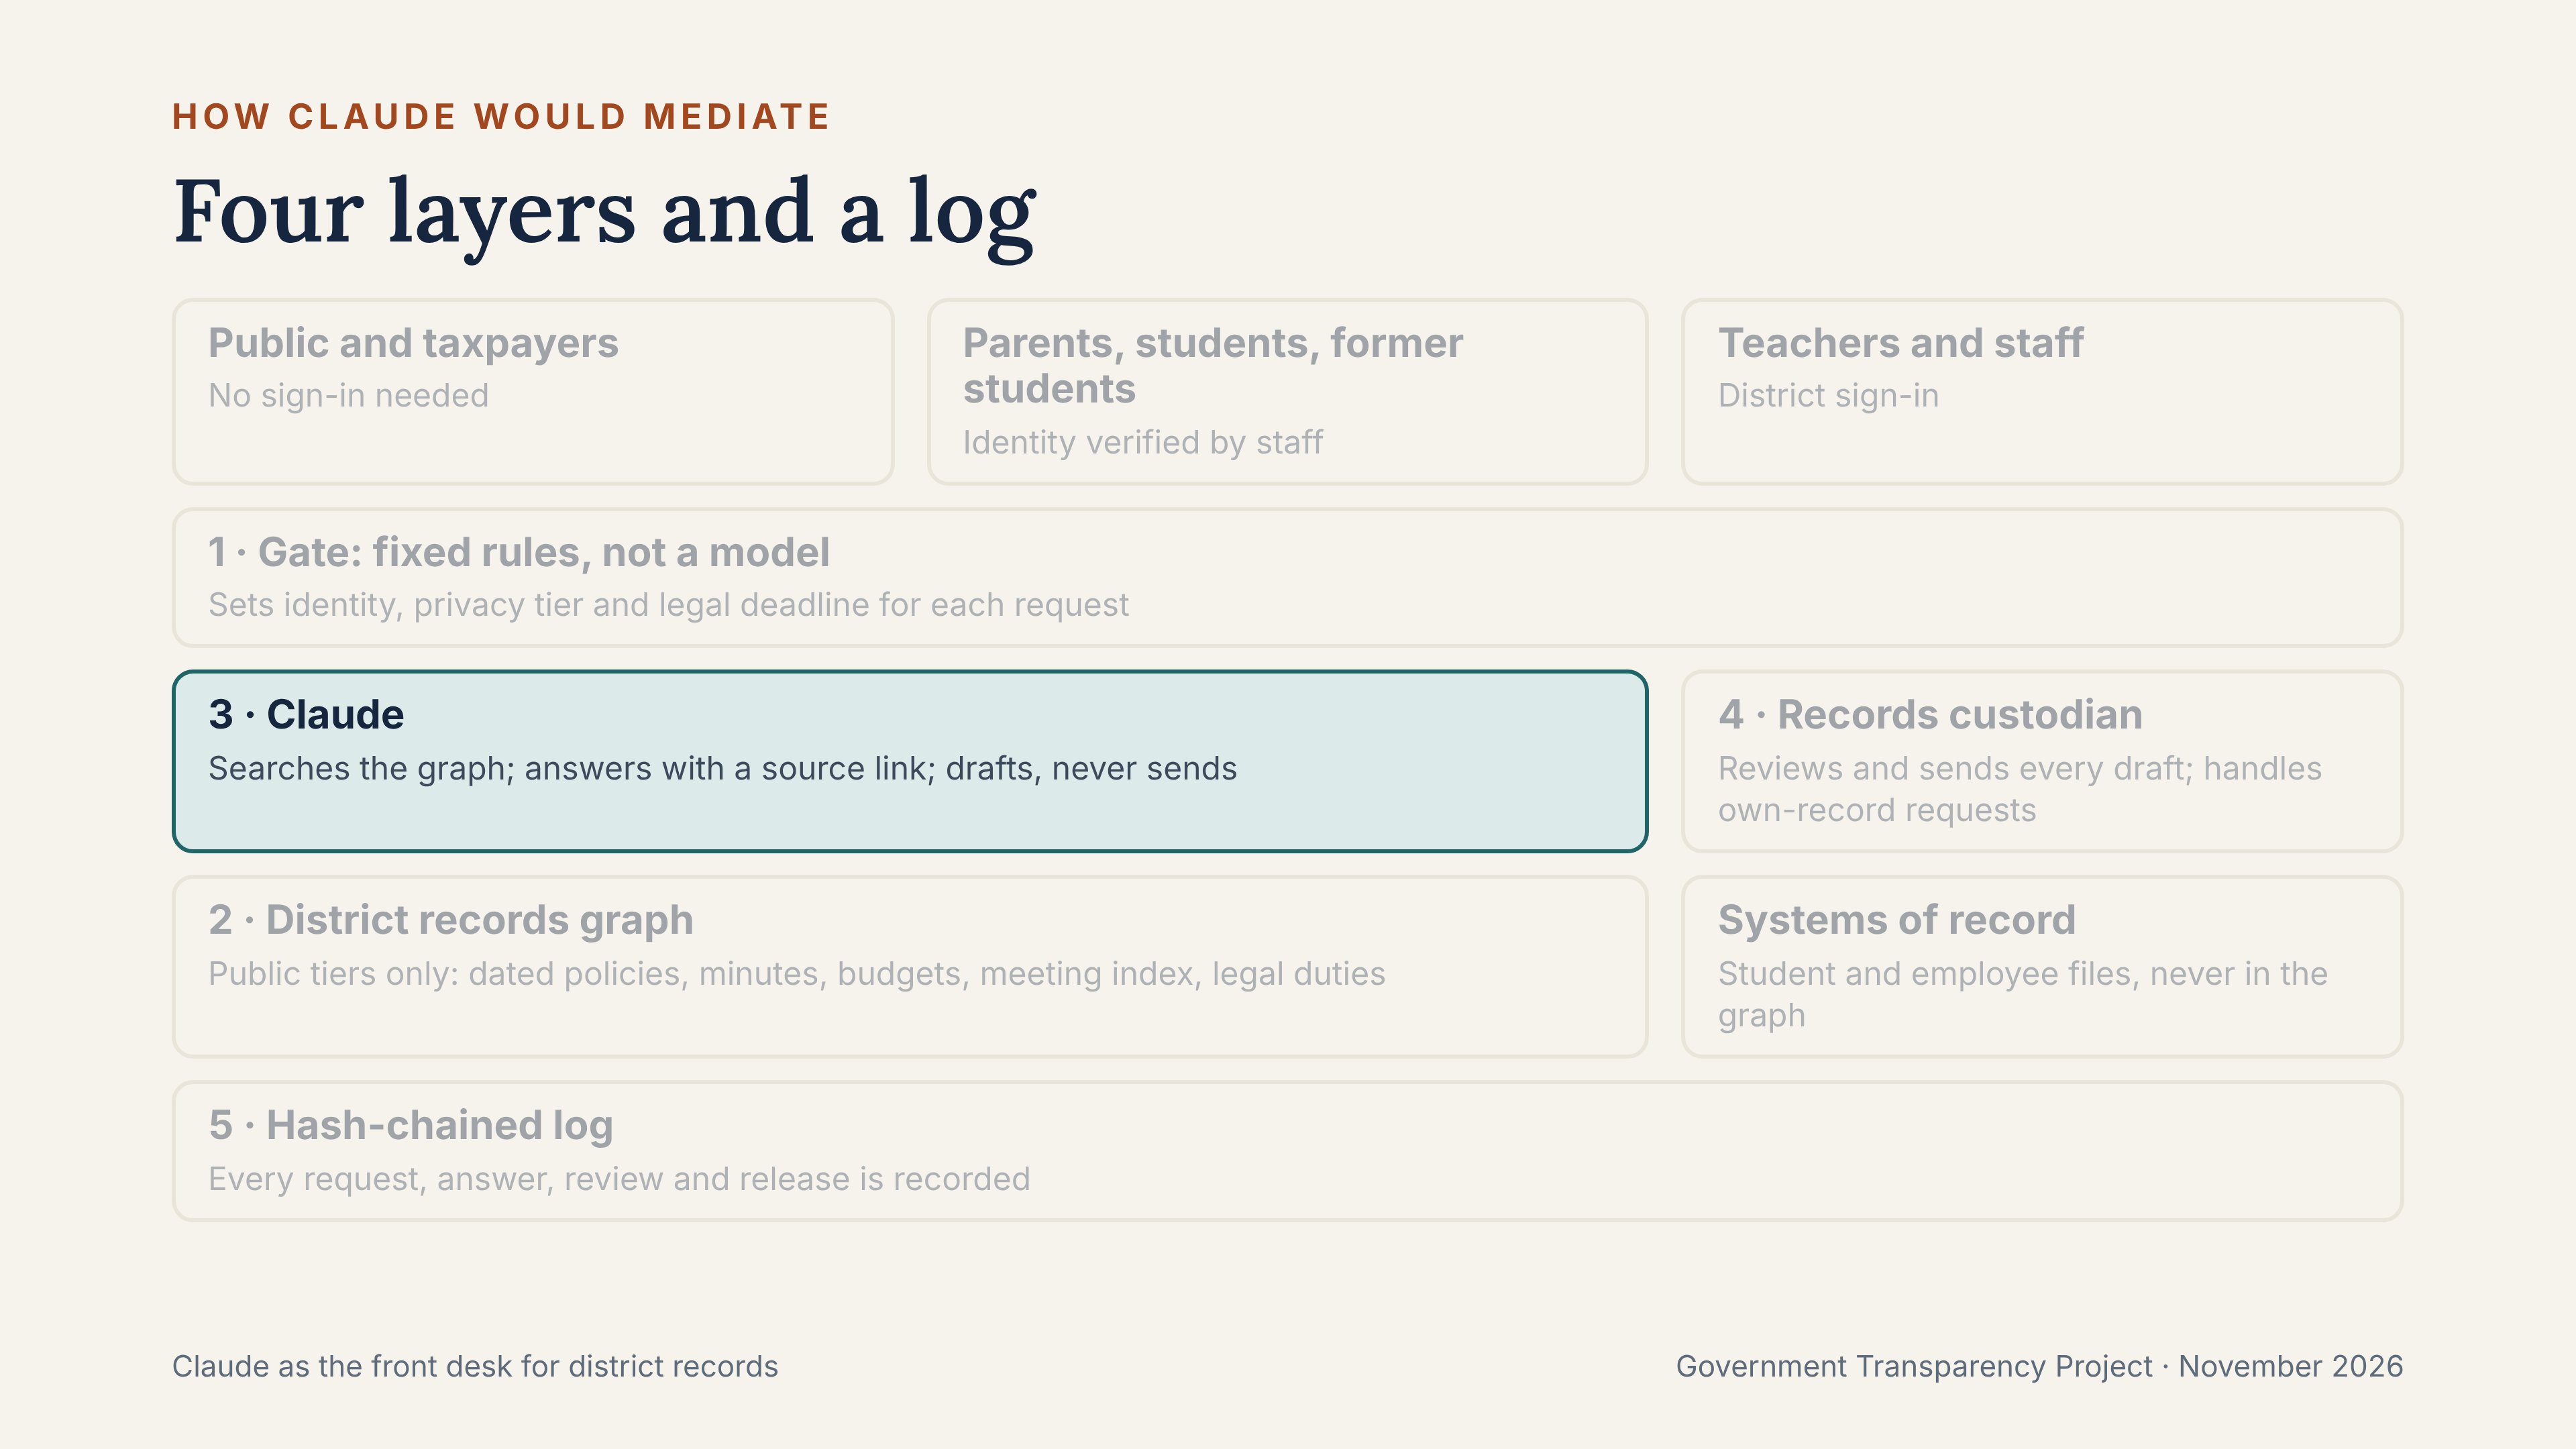 HOW CLAUDE WOULD MEDIATE
Four layers and a log
Public and taxpayers
No sign-in needed
Parents, students, former
students
Identity verified by staff
Teachers and staff
District sign-in
1 · Gate: fixed rules, not a model
Sets identity, privacy tier and legal deadline for each request
3 · Claude
Searches the graph; answers with a source link; drafts, never sends
4 · Records custodian
Reviews and sends every draft; handles
own-record requests
2 · District records graph
Public tiers only: dated policies, minutes, budgets, meeting index, legal duties
Systems of record
Student and employee files, never in the
graph
5 · Hash-chained log
Every request, answer, review and release is recorded
Claude as the front desk for district records
Government Transparency Project · November 2026